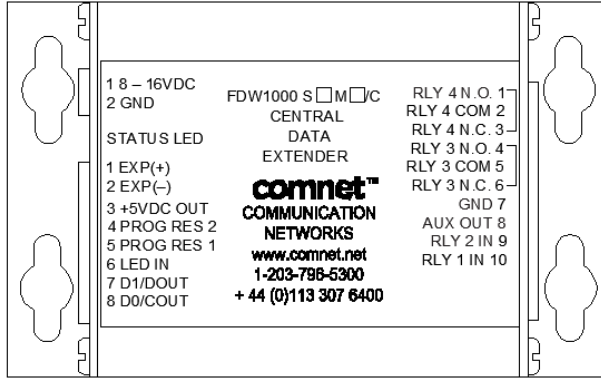 1 8 – 16VDC
2 GND
STATUS LED
1 EXP(+)
2 EXP(–)
3 +5VDC OUT
4 PROG RES 2
5 PROG RES 1
6 LED IN
7 D1/DOUT
8 D0/COUT
FDW1000 S□M□/C
CENTRAL
DATA
EXTENDER
comnet™
COMMUNICATION
NETWORKS
www.comnet.net
1-203-796-5300
+ 44 (0)113 307 6400
RLY 4 N.O. 1
RLY 4 COM 2
RLY 4 N.C. 3
RLY 3 N.O. 4
RLY 3 COM 5
RLY 3 N.C. 6
GND 7
AUX OUT 8
RLY 2 IN 9
RLY 1 IN 10